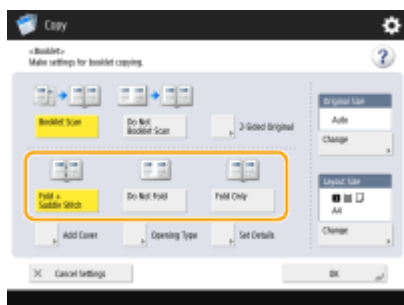 Copy
<Booklet>
Make settings for booklet copying.
Booklet Scan
Do Not
Booklet Scan
2-Sided Original
Original Size
Auto
Change
Fold +
Saddle Stitch
Do Not Fold
Fold Only
Layout Size
A4
Change
Add Cover
Opening Type
Set Details
Cancel Settings
OK